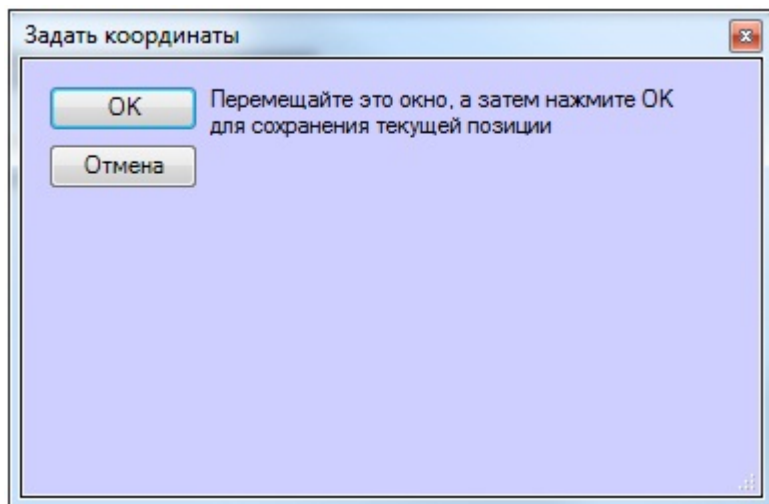 Задать координаты
OK
Перемещайте это окно, а затем нажмите OK
для сохранения текущей позиции
Отмена